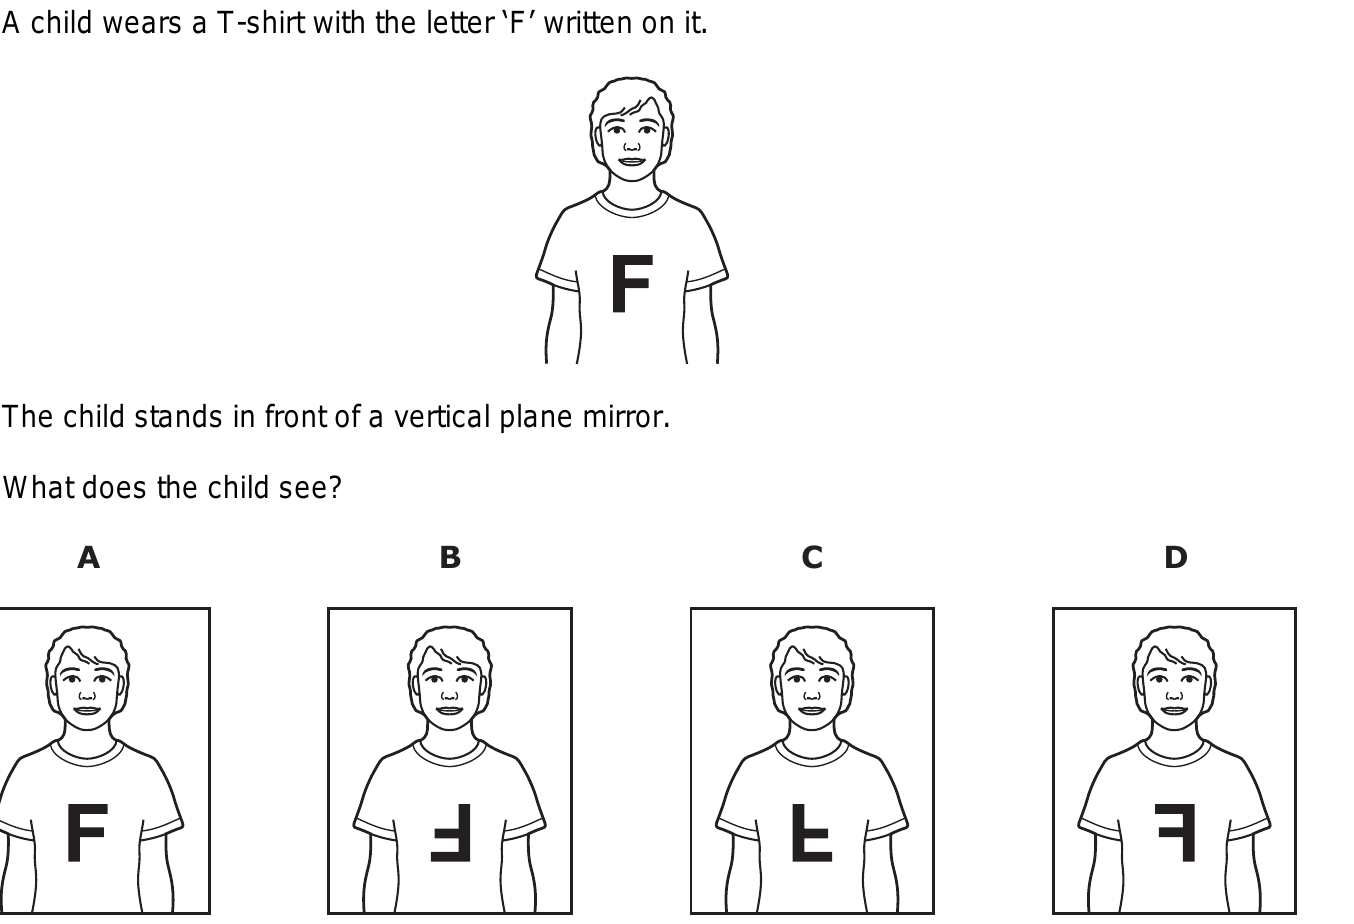 A child wears a T-shirt with the letter ‘F’ written on it.
F
The child stands in front of a vertical plane mirror.
What does the child see?
A B C D
F Ⅎ